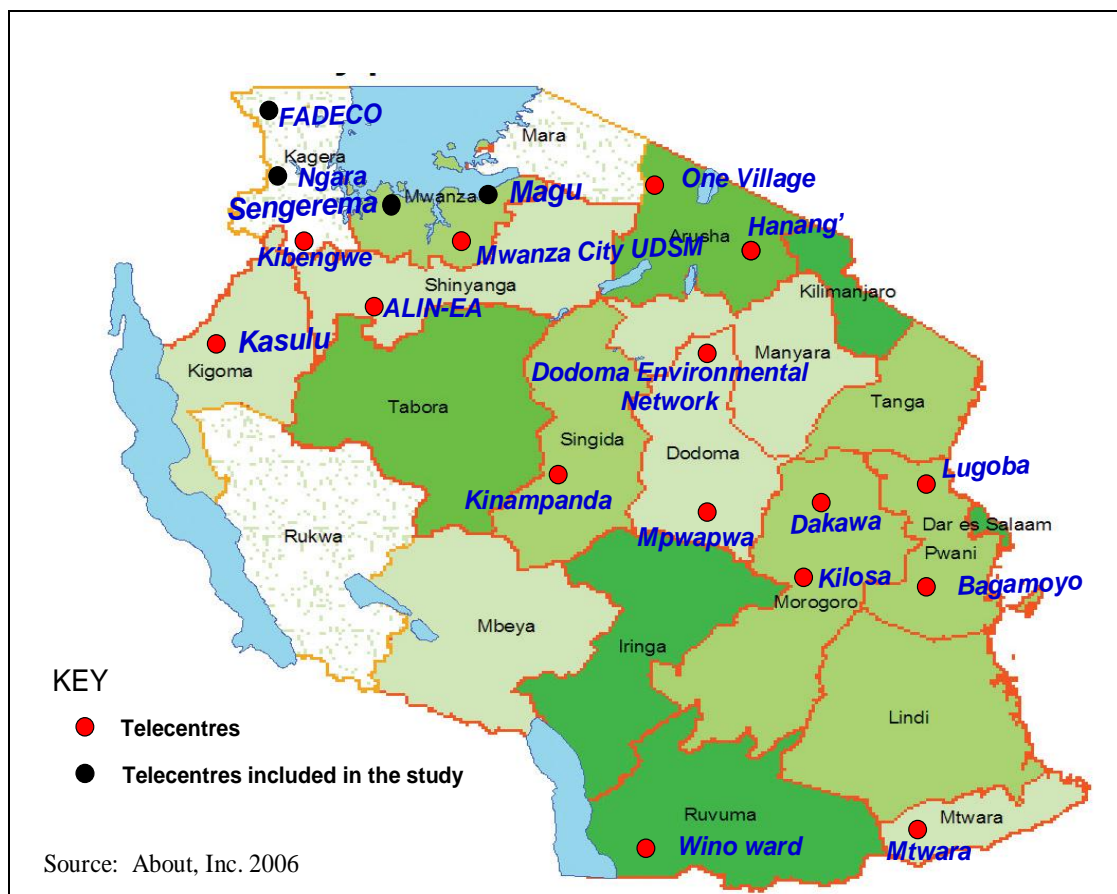 FADECO
Kagera
Ngara
Mara
Sengerema
Mwanza
Magu
One Village
Arusha
Hanang’
Kibengwe
Mwanza City UDSM
Shinyanga
Kilimanjaro
ALIN-EA
Kasulu
Kigoma
Manyara
Dodoma Environmental
Network
Tabora
Tanga
Singida
Dodoma
Lugoba
Kinampanda
Mpwapwa
Dakawa
Dar es Salaam
Pwani
Rukwa
Kilosa
Morogoro
Bagamoyo
Mbeya
Iringa
Lindi
KEY
Telecentres
Telecentres included in the study
Ruvuma
Wino ward
Mtwara
Mtwara
Source: About, Inc. 2006